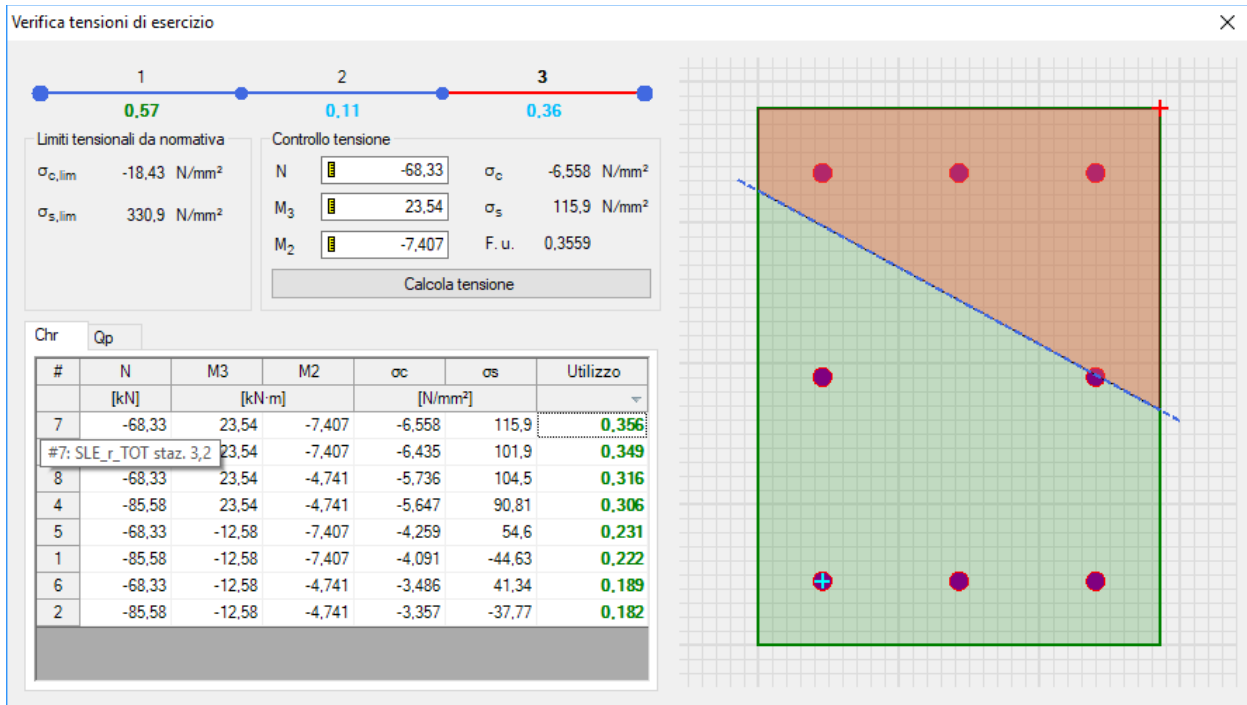 Verifica tensioni di esercizio
1 2 3
0,57 0,11 0,36
Limiti tensionali da normativa
σc,lim -18,43 N/mm²
σs,lim 330,9 N/mm²
Controllo tensione
N -68,33 σc -6,558 N/mm²
M3 23,54 σs 115,9 N/mm²
M2 -7,407 F. u. 0,3559
Calcola tensione
Chr Qp
# N M3 M2 σc σs Utilizzo
[kN] [kN·m] [N/mm²]
7 -68,33 23,54 -7,407 -6,558 115,9 0,356
#7: SLE_r_TOT staz. 3,2 23,54 -7,407 -6,435 101,9 0,349
8 -68,33 23,54 -4,741 -5,736 104,5 0,316
4 -85,58 23,54 -4,741 -5,647 90,81 0,306
5 -68,33 -12,58 -7,407 -4,259 54,6 0,231
1 -85,58 -12,58 -7,407 -4,091 -44,63 0,222
6 -68,33 -12,58 -4,741 -3,486 41,34 0,189
2 -85,58 -12,58 -4,741 -3,357 -37,77 0,182